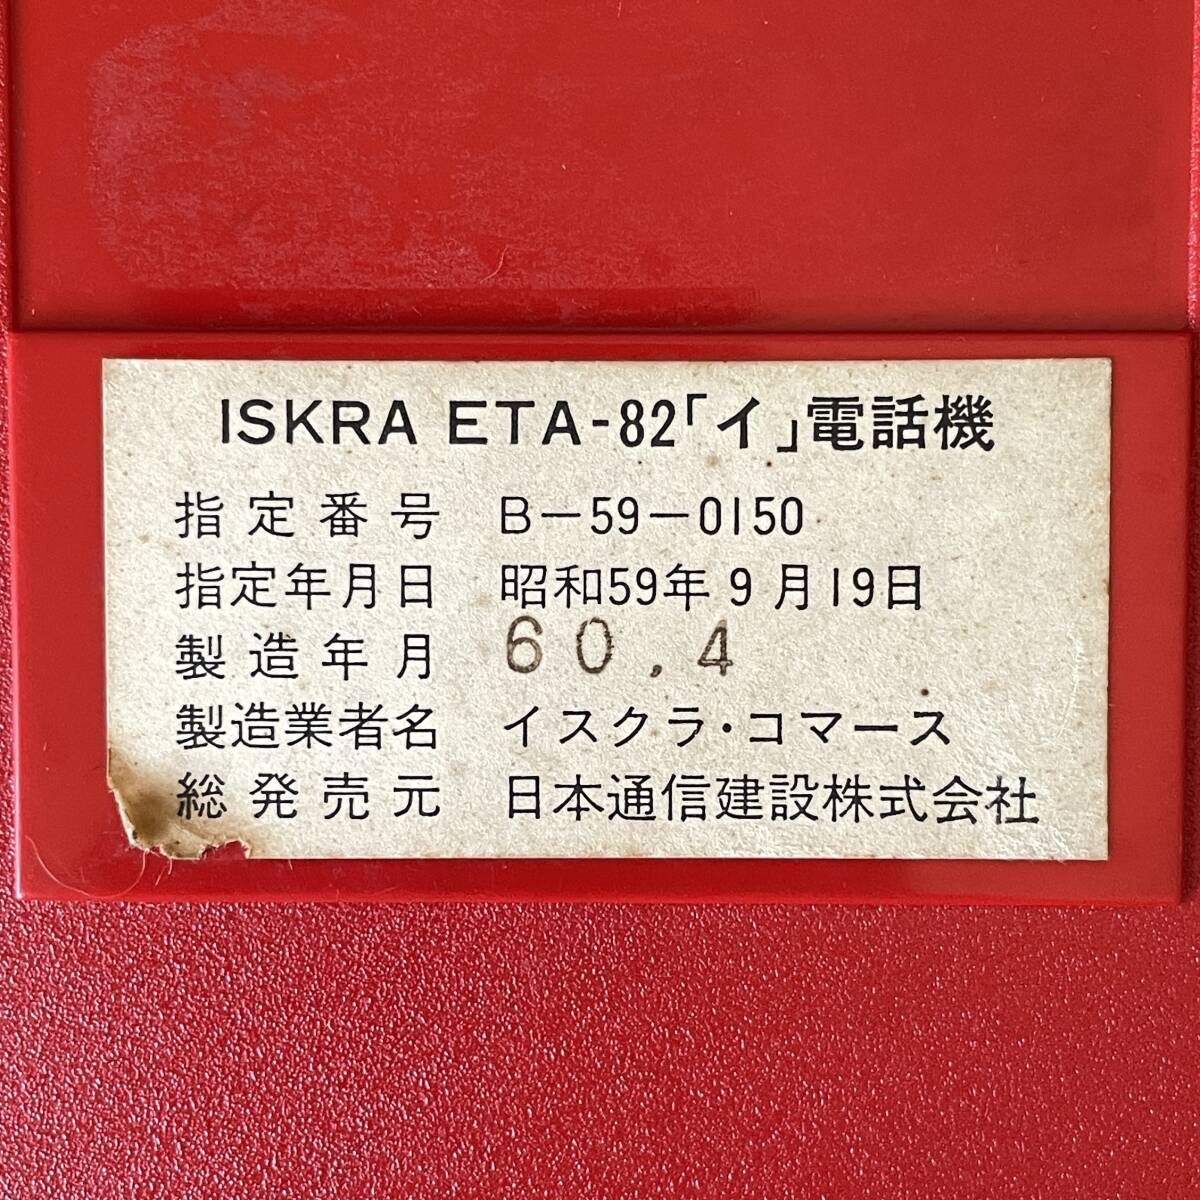 ISKRA ETA-82「イ」電話機
指定番号 B-59-0150
指定年月日 昭和59年9月19日
製造年月 60.4
製造業者名 イスクラ・コマース
総発売元 日本通信建設株式会社